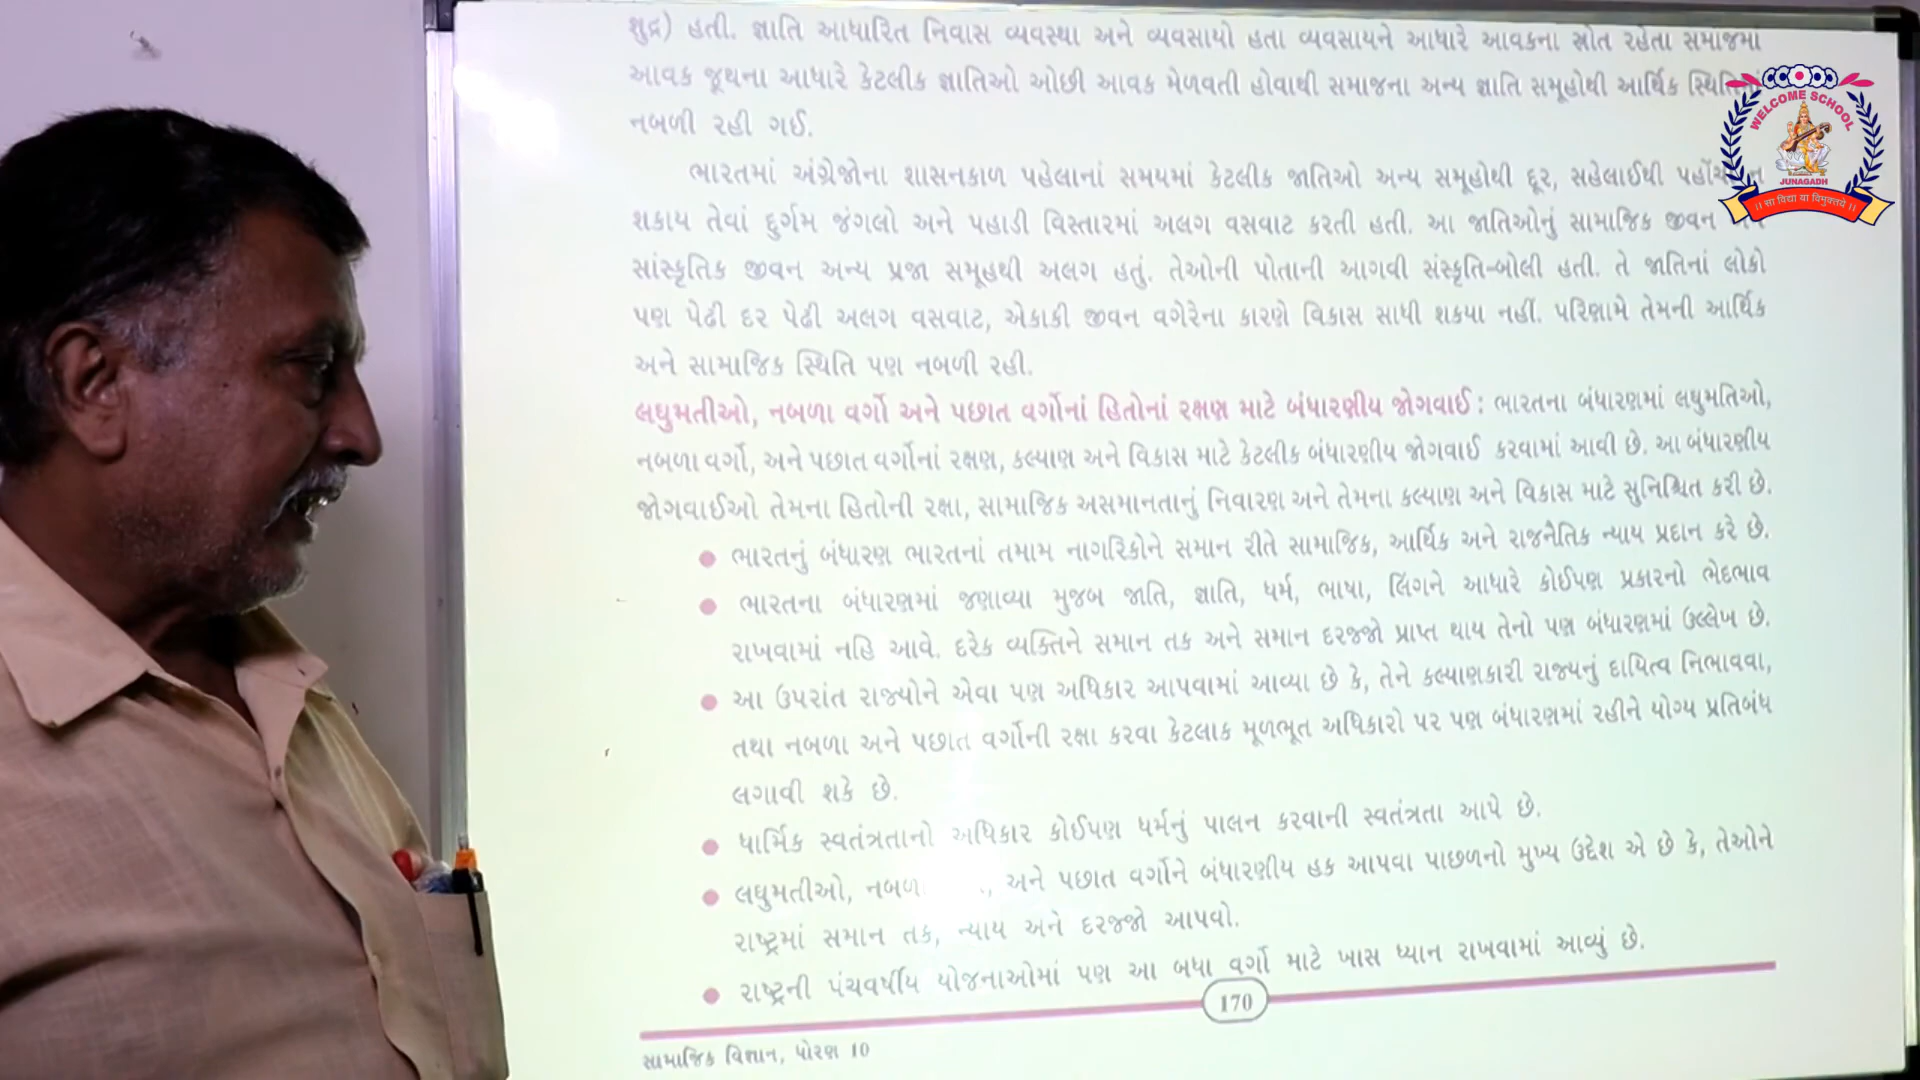 શુદ્ર) હતી. જ્ઞાતિ આધારિત નિવાસ વ્યવસ્થા અને વ્યવસાયો હતા વ્યવસાયને આધારે આવકના સ્રોત રહેતા સમાજમાં
આવક જૂથના આધારે કેટલીક જ્ઞાતિઓ ઓછી આવક મેળવતી હોવાથી સમાજના અન્ય જ્ઞાતિ સમૂહોથી આર્થિક
નબળી રહી ગઈ.
ભારતમાં અંગ્રેજોના શાસનકાળ પહેલાનાં સમયમાં કેટલીક જાતિઓ અન્ય સમૂહોથી દૂર, સહેલાઈથી
શકાય તેવાં દુર્ગમ જંગલો અને પહાડી વિસ્તારમાં અલગ વસવાટ કરતી હતી. આ જાતિઓનું સામાજિક જીવન
સાંસ્કૃતિક જીવન અન્ય પ્રજા સમૂહથી અલગ હતું. તેઓની પોતાની આગવી સંસ્કૃતિ-બોલી હતી. તે જાતિનાં લોકો
પણ પેઢી દર પેઢી અલગ વસવાટ, એકાકી જીવન વગેરેના કારણે વિકાસ સાધી શકયા નહીં. પરિણામે તેમની આર્થિક
અને સામાજિક સ્થિતિ પણ નબળી રહી.
લઘુમતીઓ, નબળા વર્ગો અને પછાત વર્ગોનાં હિતોનાં રક્ષણ માટે બંધારણીય જોગવાઈ : ભારતના બંધારણમાં લઘુમતિઓ,
નબળા વર્ગો, અને પછાત વર્ગોનાં રક્ષણ, કલ્યાણ અને વિકાસ માટે કેટલીક બંધારણીય જોગવાઈ કરવામાં આવી છે. આ બંધારણીય
જોગવાઈઓ તેમના હિતોની રક્ષા, સામાજિક અસમાનતાનું નિવારણ અને તેમના કલ્યાણ અને વિકાસ માટે સુનિશ્ચિત કરી છે.
● ભારતનું બંધારણ ભારતનાં તમામ નાગરિકોને સમાન રીતે સામાજિક, આર્થિક અને રાજનૈતિક ન્યાય પ્રદાન કરે છે.
● ભારતના બંધારણમાં જણાવ્યા મુજબ જાતિ, જ્ઞાતિ, ધર્મ, ભાષા, લિંગને આધારે કોઈપણ પ્રકારનો ભેદભાવ
રાખવામાં નહિ આવે. દરેક વ્યક્તિને સમાન તક અને સમાન દરજ્જો પ્રાપ્ત થાય તેનો પણ બંધારણમાં ઉલ્લેખ છે.
● આ ઉપરાંત રાજ્યોને એવા પણ અધિકાર આપવામાં આવ્યા છે કે, તેને કલ્યાણકારી રાજ્યનું દાયિત્વ નિભાવવા,
તથા નબળા અને પછાત વર્ગોની રક્ષા કરવા કેટલાક મૂળભૂત અધિકારો પર પણ બંધારણમાં રહીને યોગ્ય પ્રતિબંધ
લગાવી શકે છે.
● ધાર્મિક સ્વતંત્રતાનો અધિકાર કોઈપણ ધર્મનું પાલન કરવાની સ્વતંત્રતા આપે છે.
● લઘુમતીઓ, અને પછાત વર્ગોને બંધારણીય હક આપવા પાછળનો મુખ્ય ઉદ્દેશ એ છે કે, તેઓને
રાષ્ટ્રમાં સમાન તક, ન્યાય અને દરજ્જો આપવો.
● રાષ્ટ્રની પંચવર્ષીય યોજનાઓમાં પણ આ બધા વર્ગો માટે ખાસ ધ્યાન રાખવામાં આવ્યું છે.
170
સામાજિક વિજ્ઞાન, ધોરણ 10
WELCOME SCHOOL
JUNAGADH
।। सा विद्या या विमुक्तये ।।